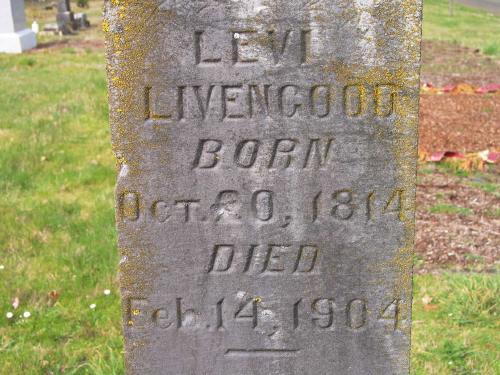 LEVI
LIVENGOOD
BORN
OCT. 20, 1814
DIED
Feb. 14, 1904